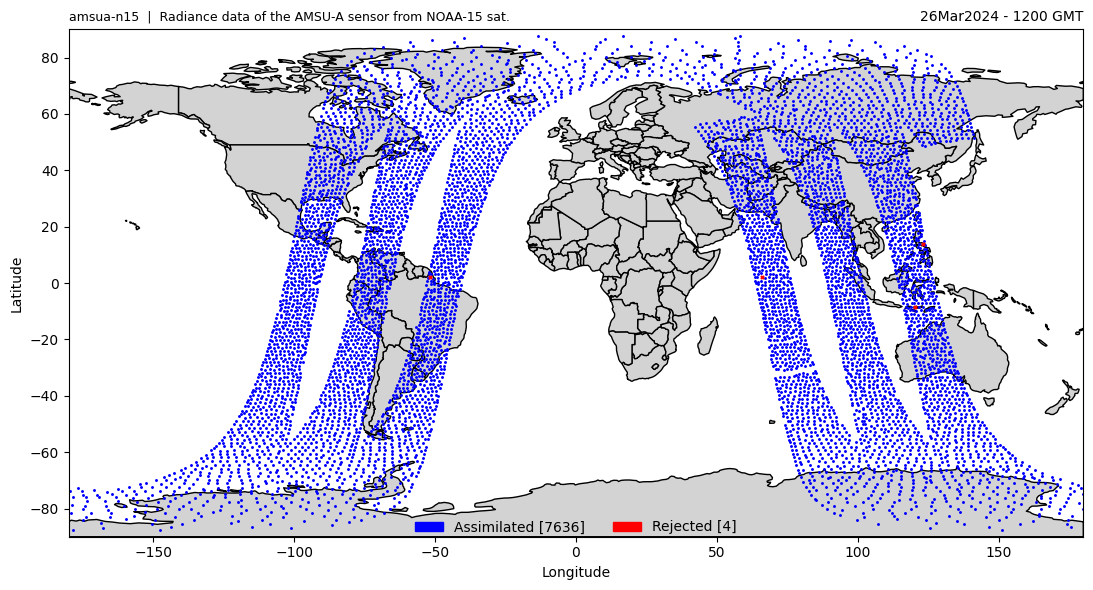 amsua-n15 | Radiance data of the AMSU-A sensor from NOAA-15 sat.
26Mar2024 - 1200 GMT
80
60
40
20
0
−20
−40
−60
−80
Latitude
Assimilated [7636]
Rejected [4]
−150
−100
−50
0
50
100
150
Longitude